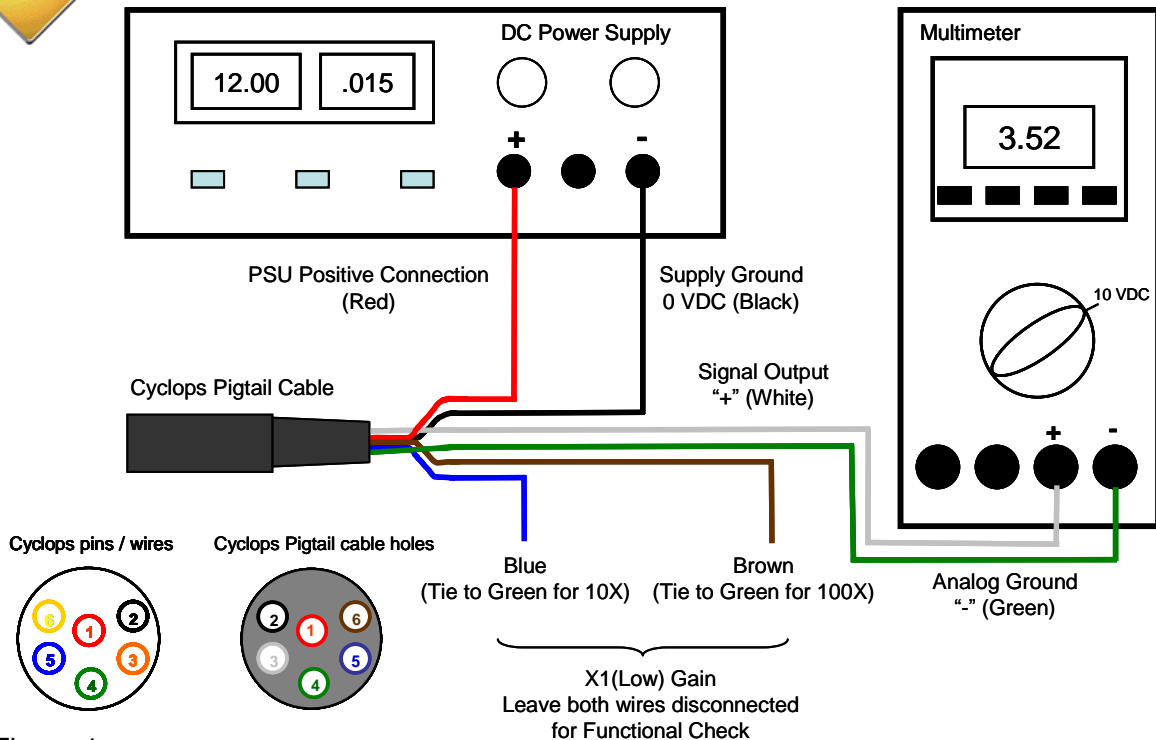 DC Power Supply
Multimeter
12.00
.015
3.52
+
-
10 VDC
PSU Positive Connection
(Red)
Supply Ground
0 VDC (Black)
Cyclops Pigtail Cable
Signal Output
“+” (White)
+
-
Cyclops pins / wires
Cyclops Pigtail cable holes
Blue
(Tie to Green for 10X)
Brown
(Tie to Green for 100X)
Analog Ground
“-” (Green)
6
1
2
5
3
4
2
1
6
3
5
4
X1(Low) Gain
Leave both wires disconnected
for Functional Check